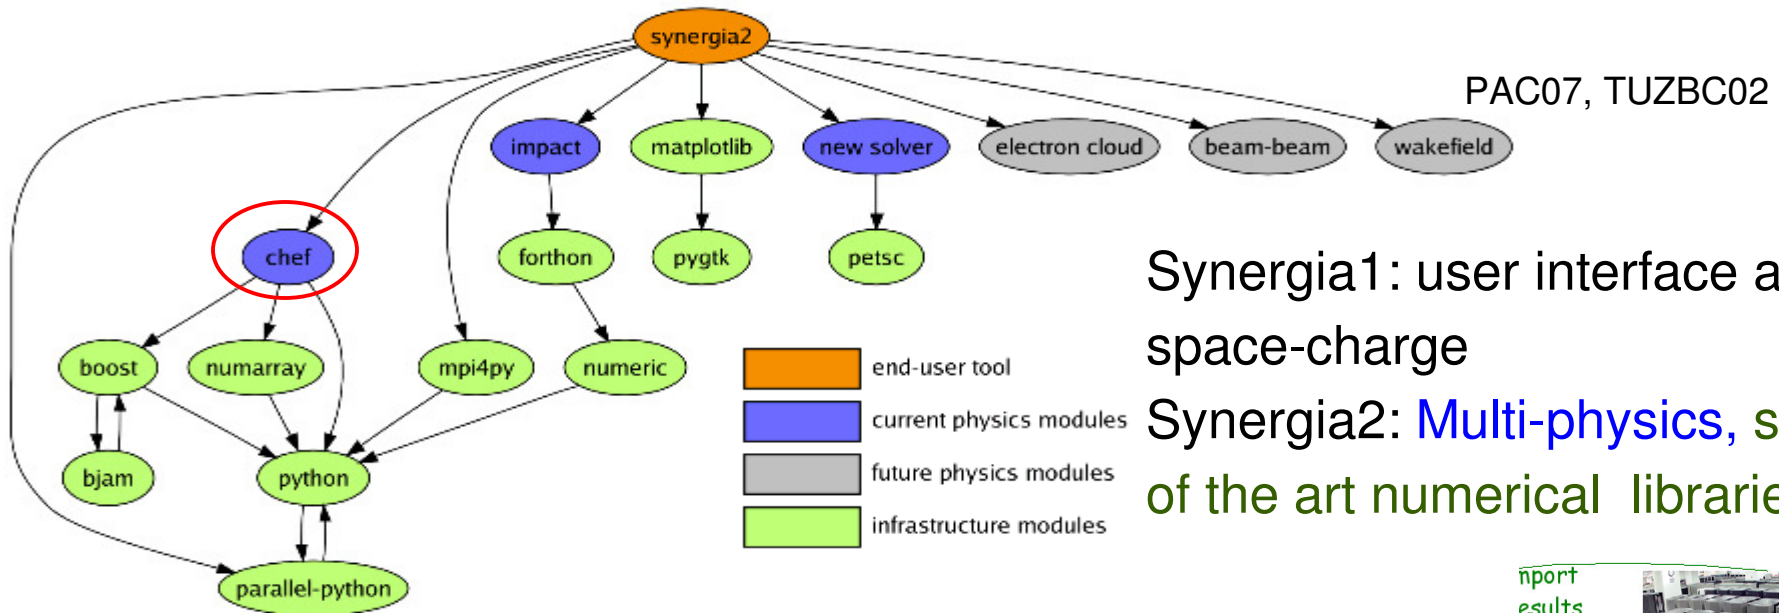 synergia2
PAC07, TUZBC02
impact
matplotlib
new solver
electron cloud
beam-beam
wakefield
chef
forthon
pygtk
petsc
Synergia1: user interface
space-charge
boost
numarray
mpi4py
numeric
end-user tool
current physics modules
Synergia2: Multi-physics,
bjam
python
future physics modules
of the art numerical
infrastructure modules
parallel-python